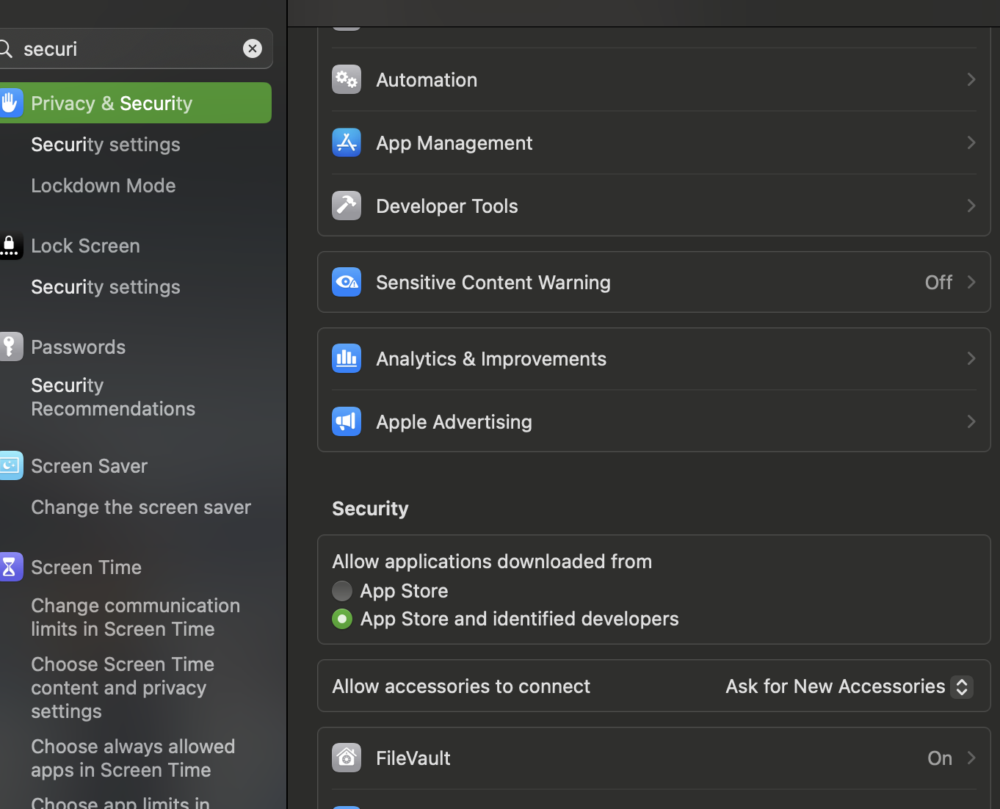 securi
Privacy & Security
Security settings
Lockdown Mode
Lock Screen
Security settings
Passwords
Security
Recommendations
Screen Saver
Change the screen saver
Screen Time
Change communication
limits in Screen Time
Choose Screen Time
content and privacy
settings
Choose always allowed
apps in Screen Time
Choose app limits in
Automation
App Management
Developer Tools
Sensitive Content Warning Off
Analytics & Improvements
Apple Advertising
Security
Allow applications downloaded from
App Store
App Store and identified developers
Allow accessories to connect Ask for New Accessories
FileVault On